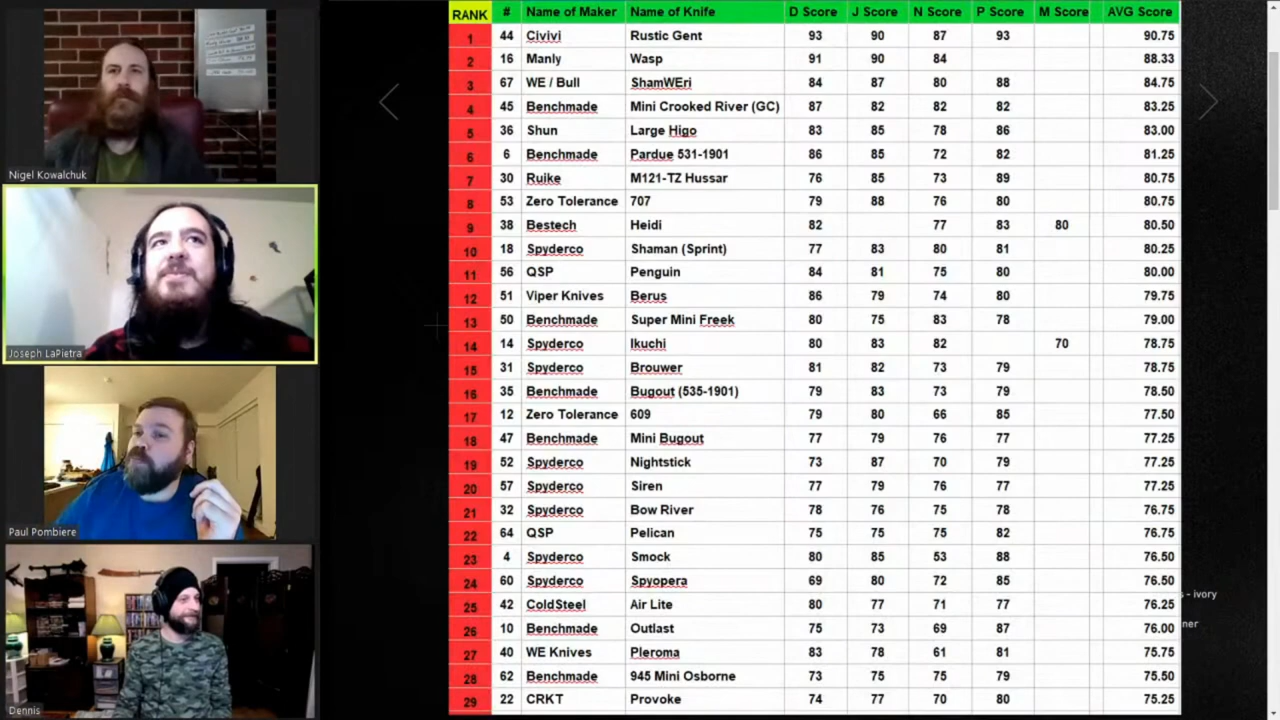 Nigel Kowalchuk
Joseph LaPietra
Paul Pombiere
Dennis
RANK # Name of Maker Name of Knife D Score J Score N Score P Score M Score AVG Score
1 44 Civivi Rustic Gent 93 90 87 93 90.75
2 16 Manly Wasp 91 90 84 88.33
3 67 WE / Bull ShamWEri 84 87 80 88 84.75
4 45 Benchmade Mini Crooked River (GC) 87 82 82 82 83.25
5 36 Shun Large Higo 83 85 78 86 83.00
6 6 Benchmade Pardue 531-1901 86 85 72 82 81.25
7 30 Ruike M121-TZ Hussar 76 85 73 89 80.75
8 53 Zero Tolerance 707 79 88 76 80 80.75
9 38 Bestech Heidi 82 77 83 80 80.50
10 18 Spyderco Shaman (Sprint) 77 83 80 81 80.25
11 56 QSP Penguin 84 81 75 80 80.00
12 51 Viper Knives Berus 86 79 74 80 79.75
13 50 Benchmade Super Mini Freek 80 75 83 78 79.00
14 14 Spyderco Ikuchi 80 83 82 70 78.75
15 31 Spyderco Brouwer 81 82 73 79 78.75
16 35 Benchmade Bugout (535-1901) 79 83 73 79 78.50
17 12 Zero Tolerance 609 79 80 66 85 77.50
18 47 Benchmade Mini Bugout 77 79 76 77 77.25
19 52 Spyderco Nightstick 73 87 70 79 77.25
20 57 Spyderco Siren 77 79 76 77 77.25
21 32 Spyderco Bow River 78 76 75 78 76.75
22 64 QSP Pelican 75 75 75 82 76.75
23 4 Spyderco Smock 80 85 53 88 76.50
24 60 Spyderco Spyopera 69 80 72 85 76.50
25 42 ColdSteel Air Lite 80 77 71 77 76.25
26 10 Benchmade Outlast 75 73 69 87 76.00
27 40 WE Knives Pleroma 83 78 61 81 75.75
28 62 Benchmade 945 Mini Osborne 73 75 75 79 75.50
29 22 CRKT Provoke 74 77 70 80 75.25
s - ivory
ner